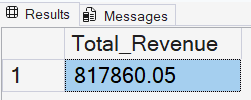 Results Messages
Total_Revenue
1 817860.05